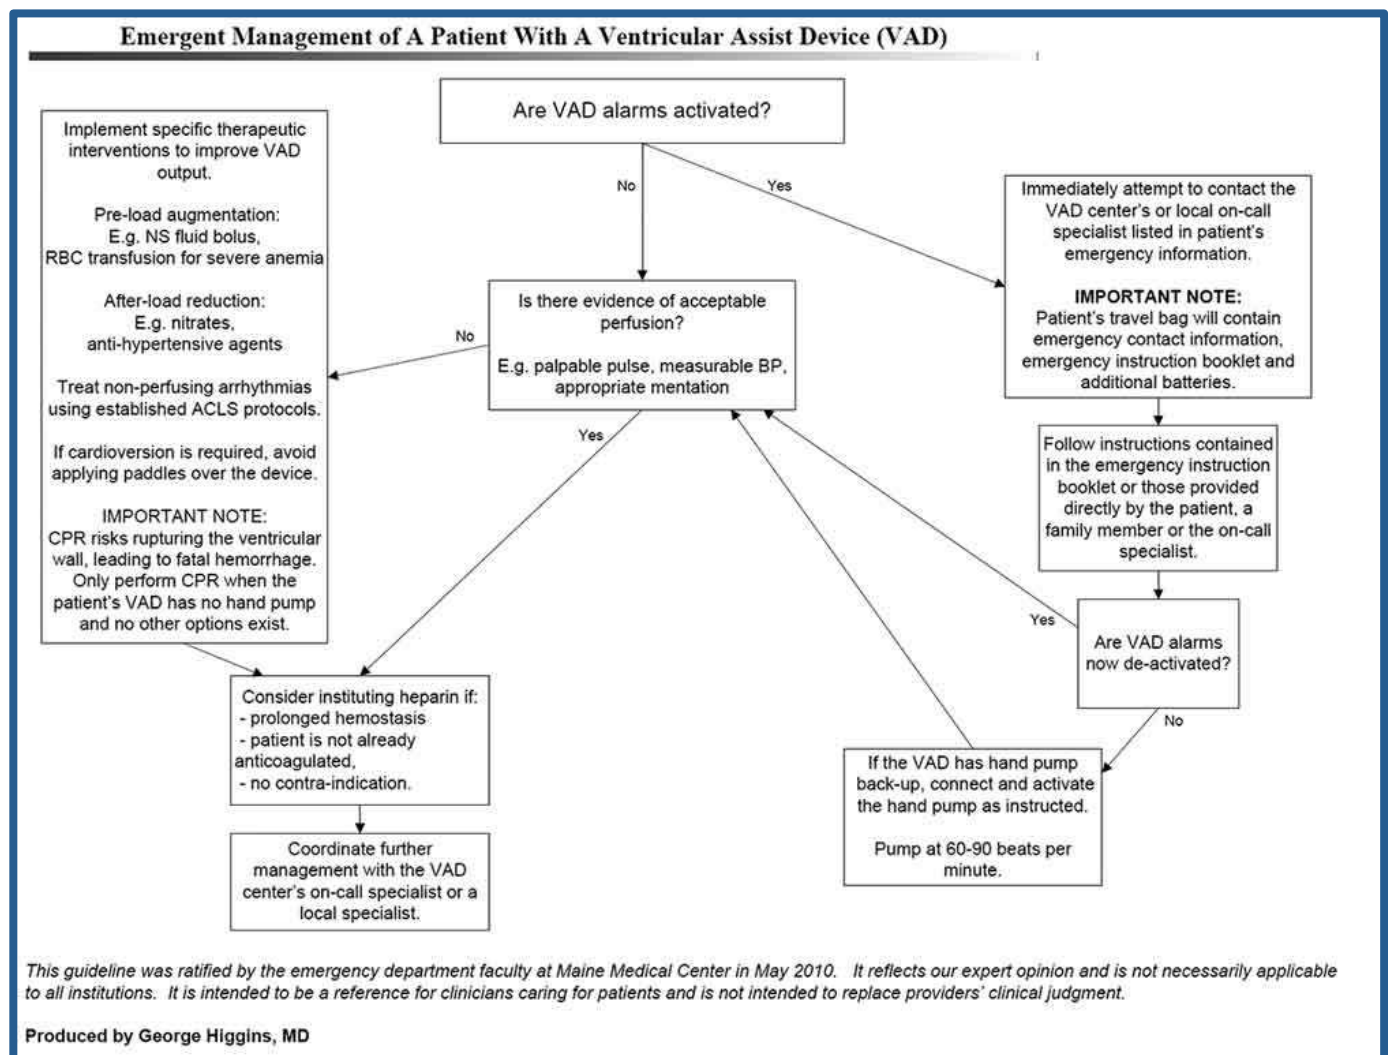 Emergent Management of A Patient With A Ventricular Assist Device (VAD)
1
Are VAD alarms activated?
No
Yes
Implement specific therapeutic
interventions to improve VAD
output.
Pre-load augmentation:
E.g. NS fluid bolus,
RBC transfusion for severe anemia
After-load reduction:
E.g. nitrates,
anti-hypertensive agents
Treat non-perfusing arrhythmias
using established ACLS protocols.
If cardioversion is required, avoid
applying paddles over the device.
IMPORTANT NOTE:
CPR risks rupturing the ventricular
wall, leading to fatal hemorrhage.
Only perform CPR when the
patient's VAD has no hand pump
and no other options exist.
Immediately attempt to contact the
VAD center's or local on-call
specialist listed in patient's
emergency information.
IMPORTANT NOTE:
Patient's travel bag will contain
emergency contact information,
emergency instruction booklet and
additional batteries.
Is there evidence of acceptable
perfusion?
E.g. palpable pulse, measurable BP,
appropriate mentation
No
Yes
Follow instructions contained
in the emergency instruction
booklet or those provided
directly by the patient, a
family member or the on-call
specialist.
Yes
Are VAD alarms
now de-activated?
No
Consider instituting heparin if:
- prolonged hemostasis
- patient is not already
anticoagulated,
- no contra-indication.
If the VAD has hand pump
back-up, connect and activate
the hand pump as instructed.
Pump at 60-90 beats per
minute.
Coordinate further
management with the VAD
center's on-call specialist or a
local specialist.
This guideline was ratified by the emergency department faculty at Maine Medical Center in May 2010. It reflects our expert opinion and is not necessarily applicable
to all institutions. It is intended to be a reference for clinicians caring for patients and is not intended to replace providers' clinical judgment.
Produced by George Higgins, MD